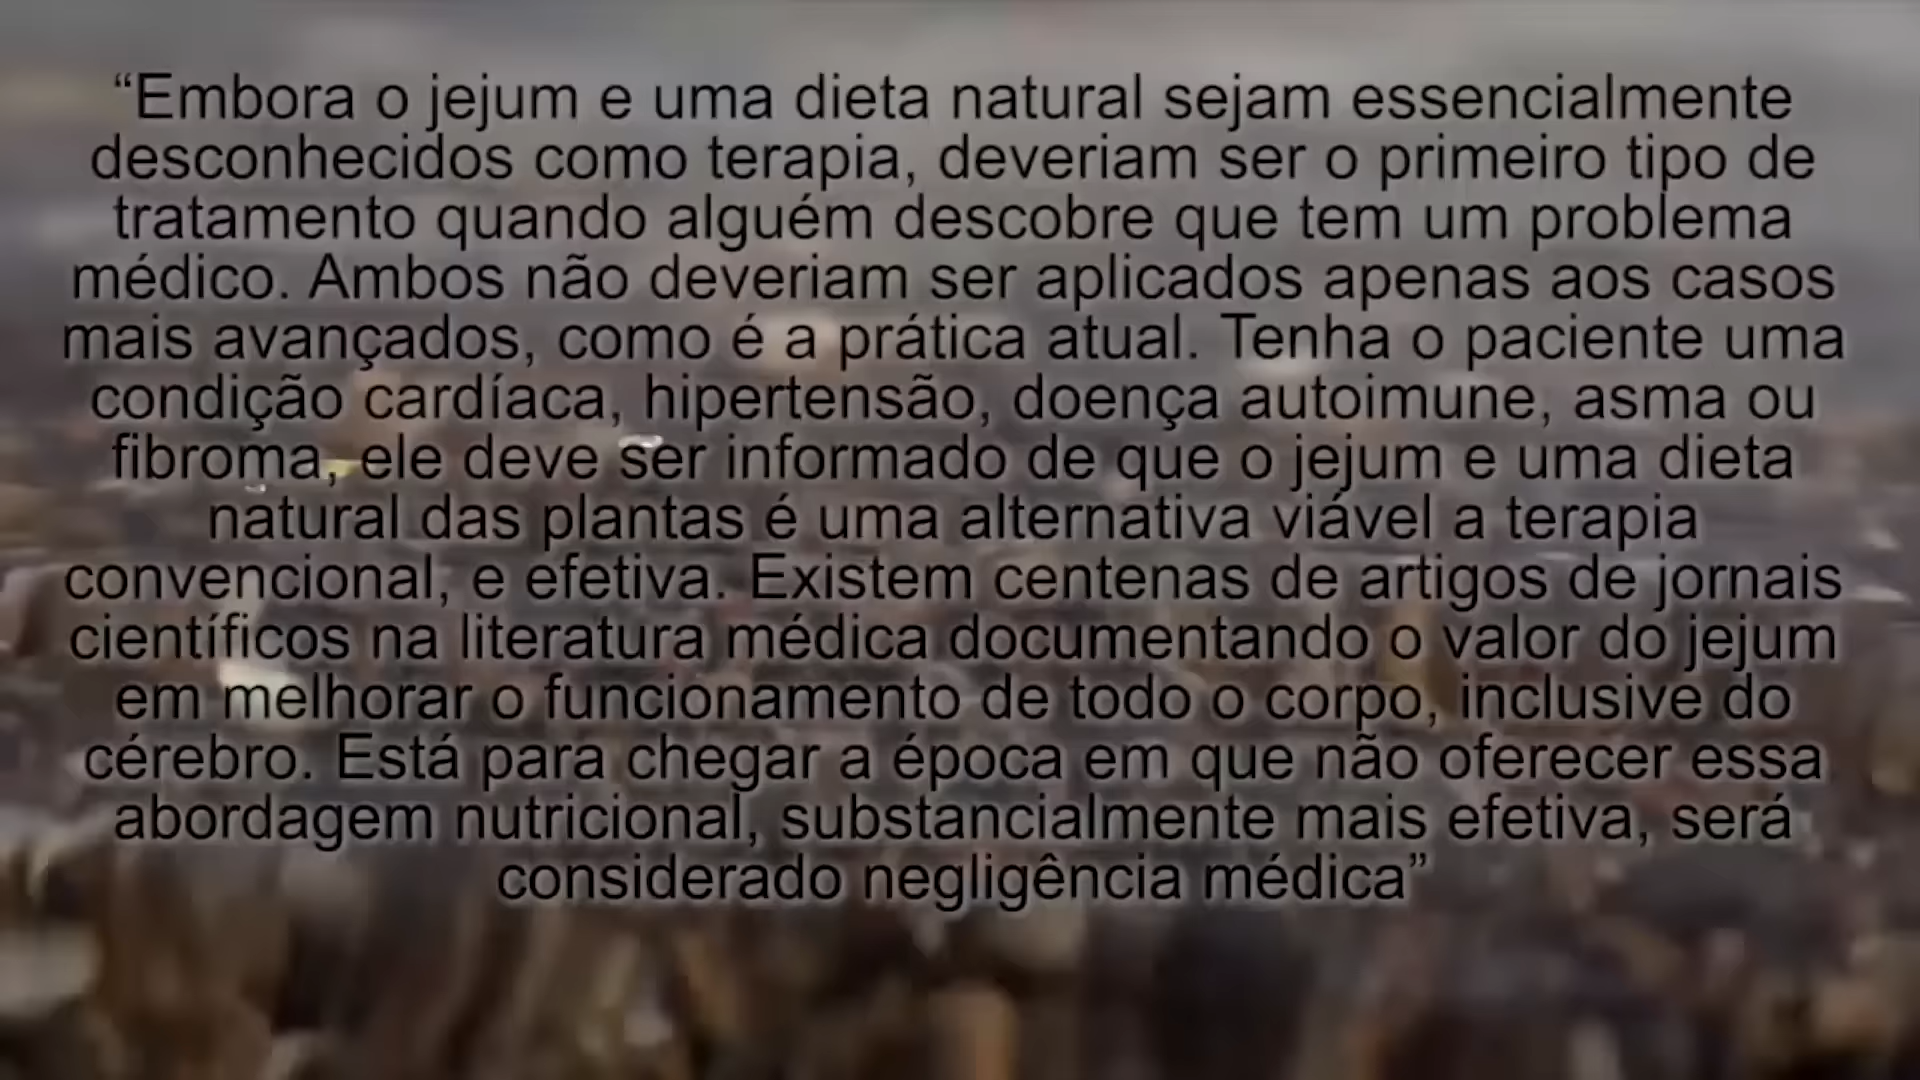 “Embora o jejum e uma dieta natural sejam essencialmente
desconhecidos como terapia, deveriam ser o primeiro tipo de
tratamento quando alguém descobre que tem um problema
médico. Ambos não deveriam ser aplicados apenas aos casos
mais avançados, como é a prática atual. Tenha o paciente uma
condição cardíaca, hipertensão, doença autoimune, asma ou
fibroma, ele deve ser informado de que o jejum e uma dieta
natural das plantas é uma alternativa viável a terapia
convencional, e efetiva. Existem centenas de artigos de jornais
científicos na literatura médica documentando o valor do jejum
em melhorar o funcionamento de todo o corpo, inclusive do
cérebro. Está para chegar a época em que não oferecer essa
abordagem nutricional, substancialmente mais efetiva, será
considerado negligência médica”